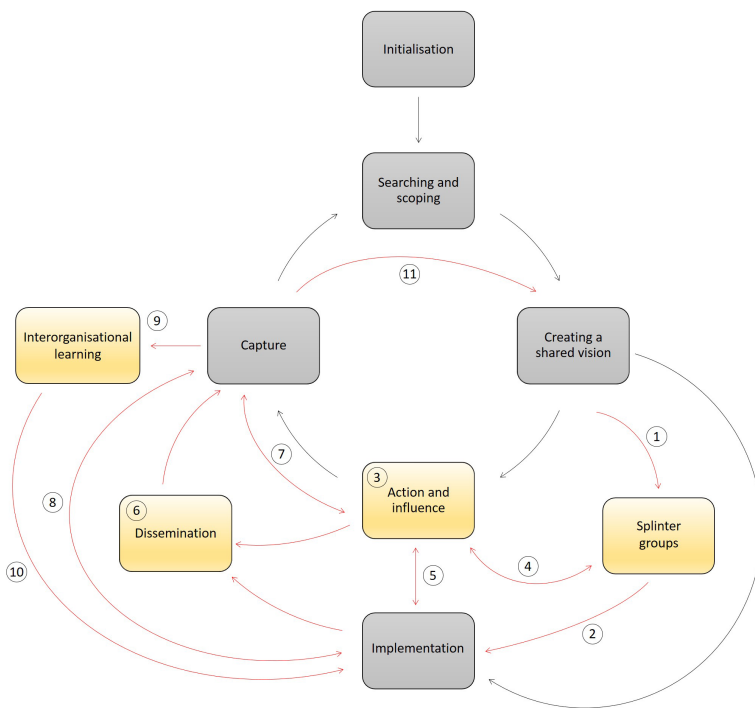 Initialisation
Searching and
scoping
11
9
Interorganisational
learning
Capture
Creating a
shared vision
1
7
3
Action and
influence
8
6
Dissemination
Splinter
groups
10
5
4
2
Implementation